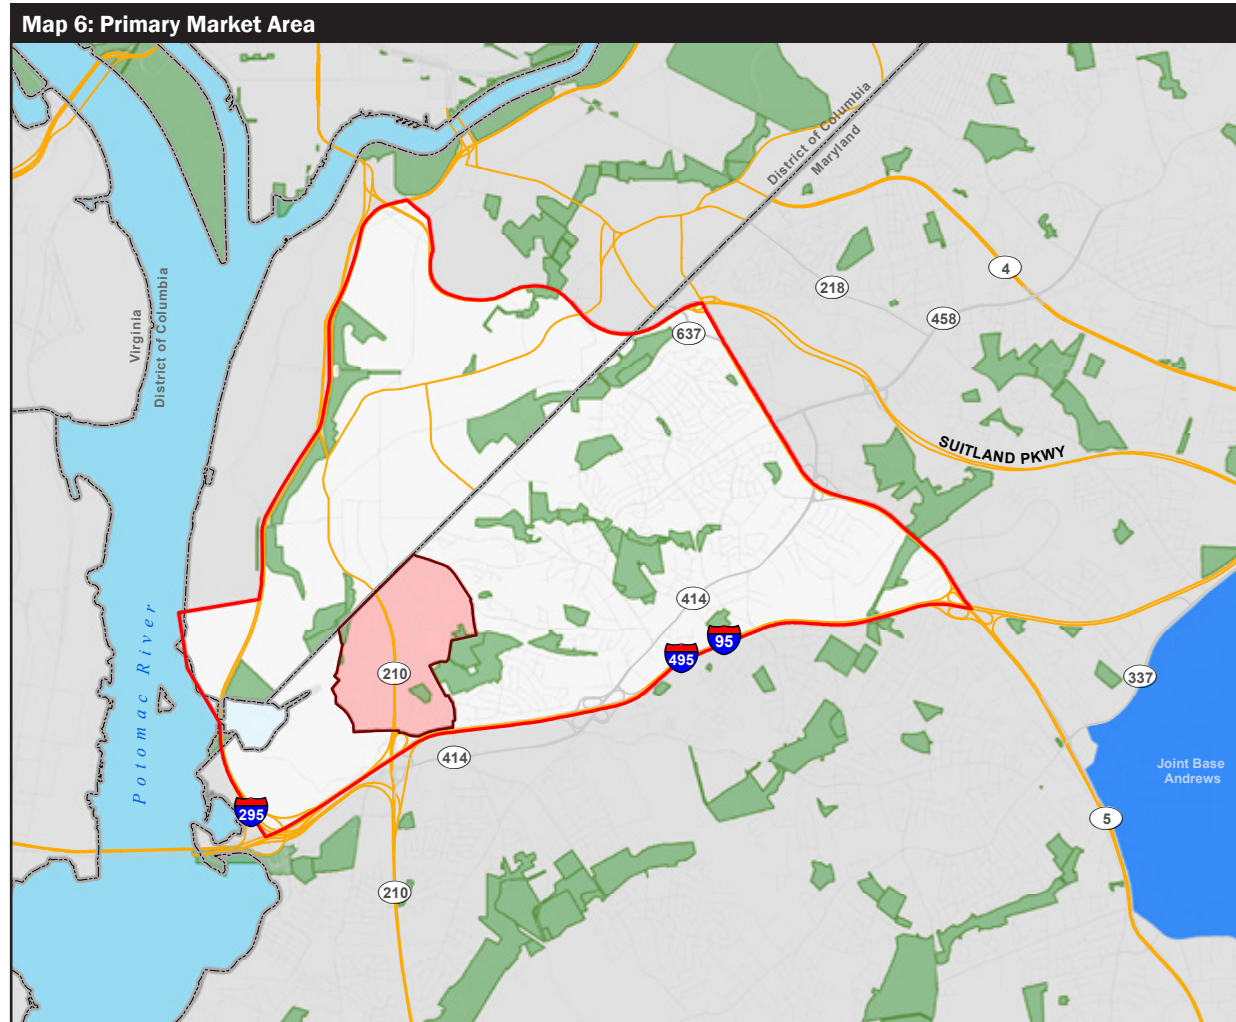 Map 6: Primary Market Area
District of Columbia
Maryland
4
218
458
Virginia
District of Columbia
637
SUITLAND PKWY
414
95
495
210
337
Potomac River
414
Joint Base
Andrews
295
5
210